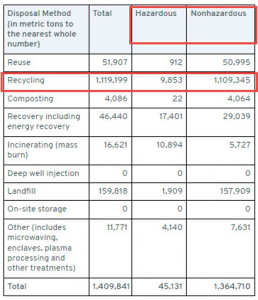 Disposal Method Total Hazardous Nonhazardous
(in metric tons to
the nearest whole
number)
Reuse 51,907 912 50,995
Recycling 1,119,199 9,853 1,109,345
Composting 4,086 22 4,064
Recovery including 46,440 17,401 29,039
energy recovery
Incinerating (mass 16,621 10,894 5,727
burn)
Deep well injection 0 0 0
Landfill 159,818 1,909 157,909
On-site storage 0 0 0
Other (includes 11,771 4,140 7,631
microwaving,
enclaves, plasma
processing and
other treatments)
Total 1,409,841 45,131 1,364,710